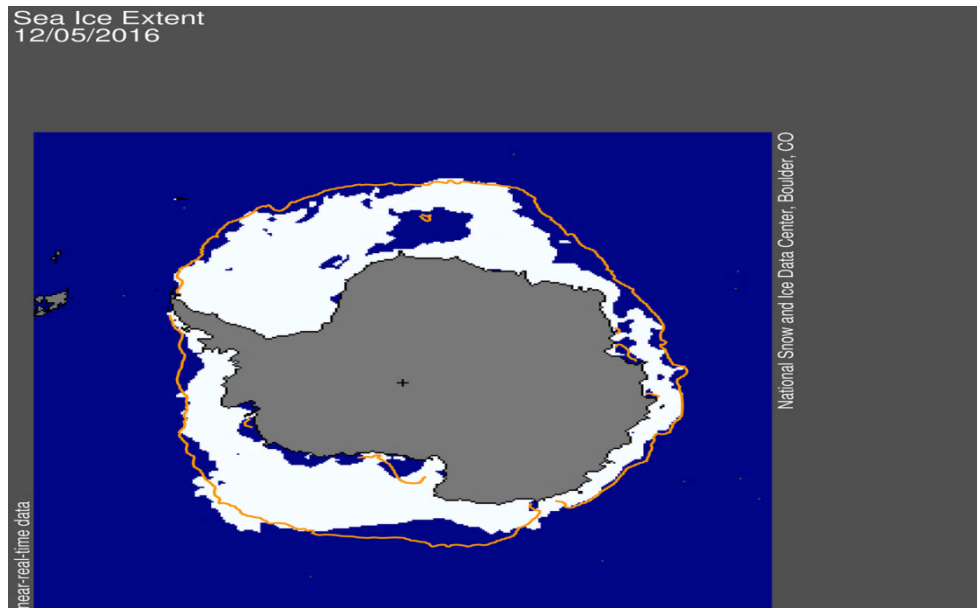 Sea Ice Extent
12/05/2016
National Snow and Ice Data Center, Boulder, CO
near-real-time data